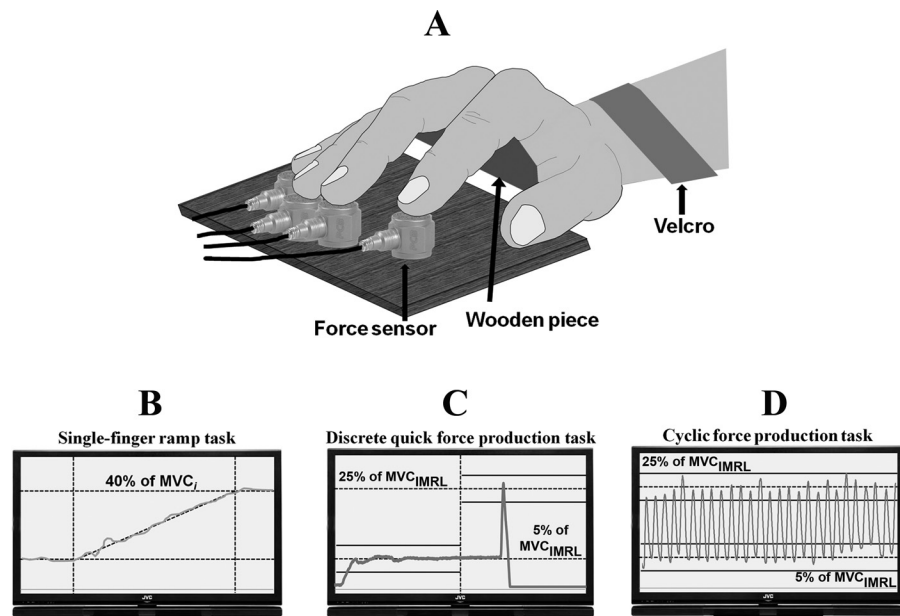 A
Velcro
Wooden piece
Force sensor
B
Single-finger ramp task
40% of MVCi
JVC
C
Discrete quick force production task
25% of MVCIMRL
5% of
MVCIMRL
JVC
D
Cyclic force production task
25% of MVCIMRL
5% of MVCIMRL
JVC